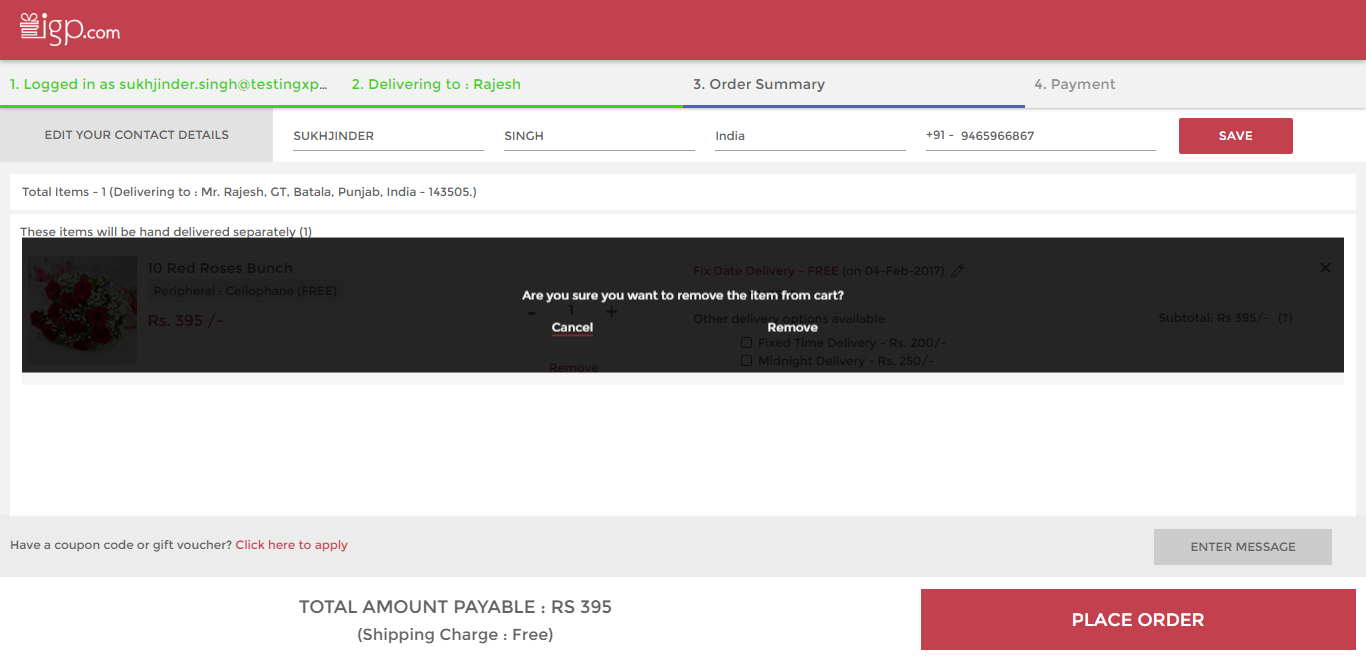 igp.com
1. Logged in as sukhjinder.singh@testingxp...
2. Delivering to : Rajesh
3. Order Summary
4. Payment
EDIT YOUR CONTACT DETAILS
SUKHJINDER
SINGH
India
+91 - 9465966867
SAVE
Total Items - 1 (Delivering to : Mr. Rajesh, GT, Batala, Punjab, India - 143505.)
These items will be hand delivered separately (1)
10 Red Roses Bunch
Peripheral : Cellophane (FREE)
Rs. 395 /-
Are you sure you want to remove the item from cart?
Cancel
Remove
- 1 +
Remove
Fix Date Delivery - FREE (on 04-Feb-2017)
Other delivery options available
Fixed Time Delivery - Rs. 200/-
Midnight Delivery - Rs. 250/-
Subtotal: Rs 395/- (?)
Have a coupon code or gift voucher? Click here to apply
ENTER MESSAGE
TOTAL AMOUNT PAYABLE : RS 395
(Shipping Charge : Free)
PLACE ORDER